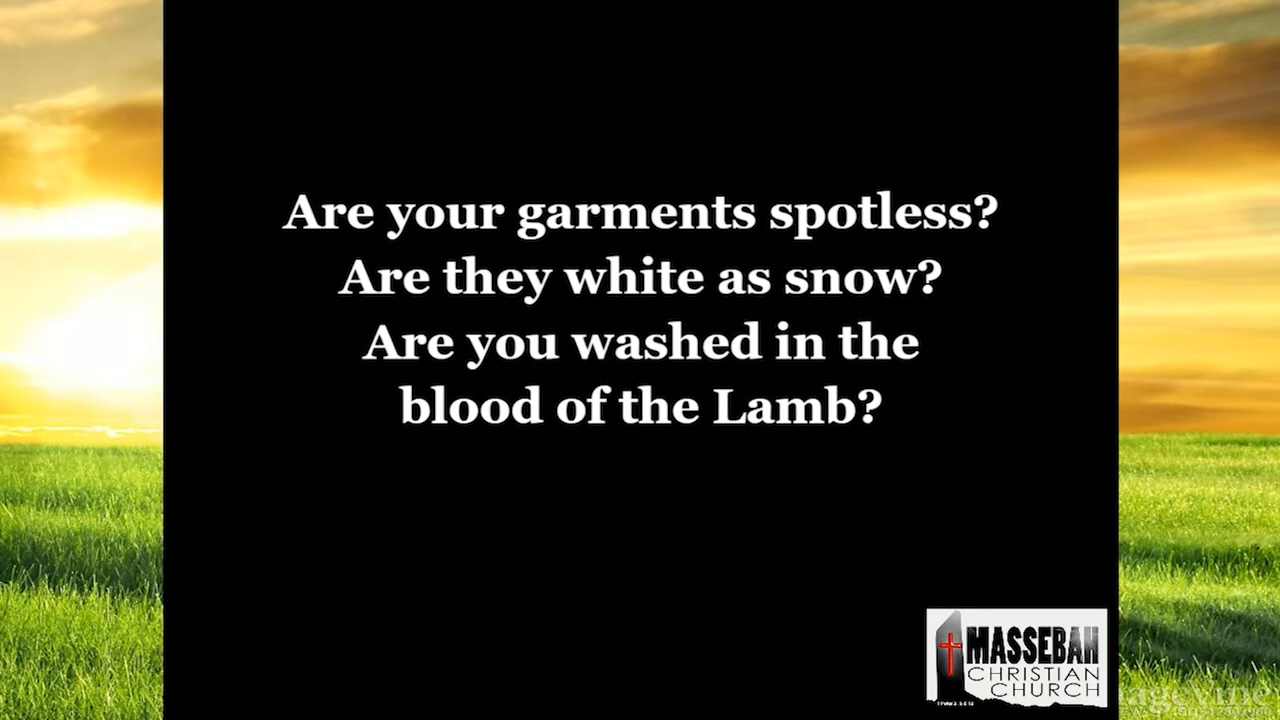 Are your garments spotless?
Are they white as snow?
Are you washed in the
blood of the Lamb?
MASSEBAH
CHRISTIAN
CHURCH